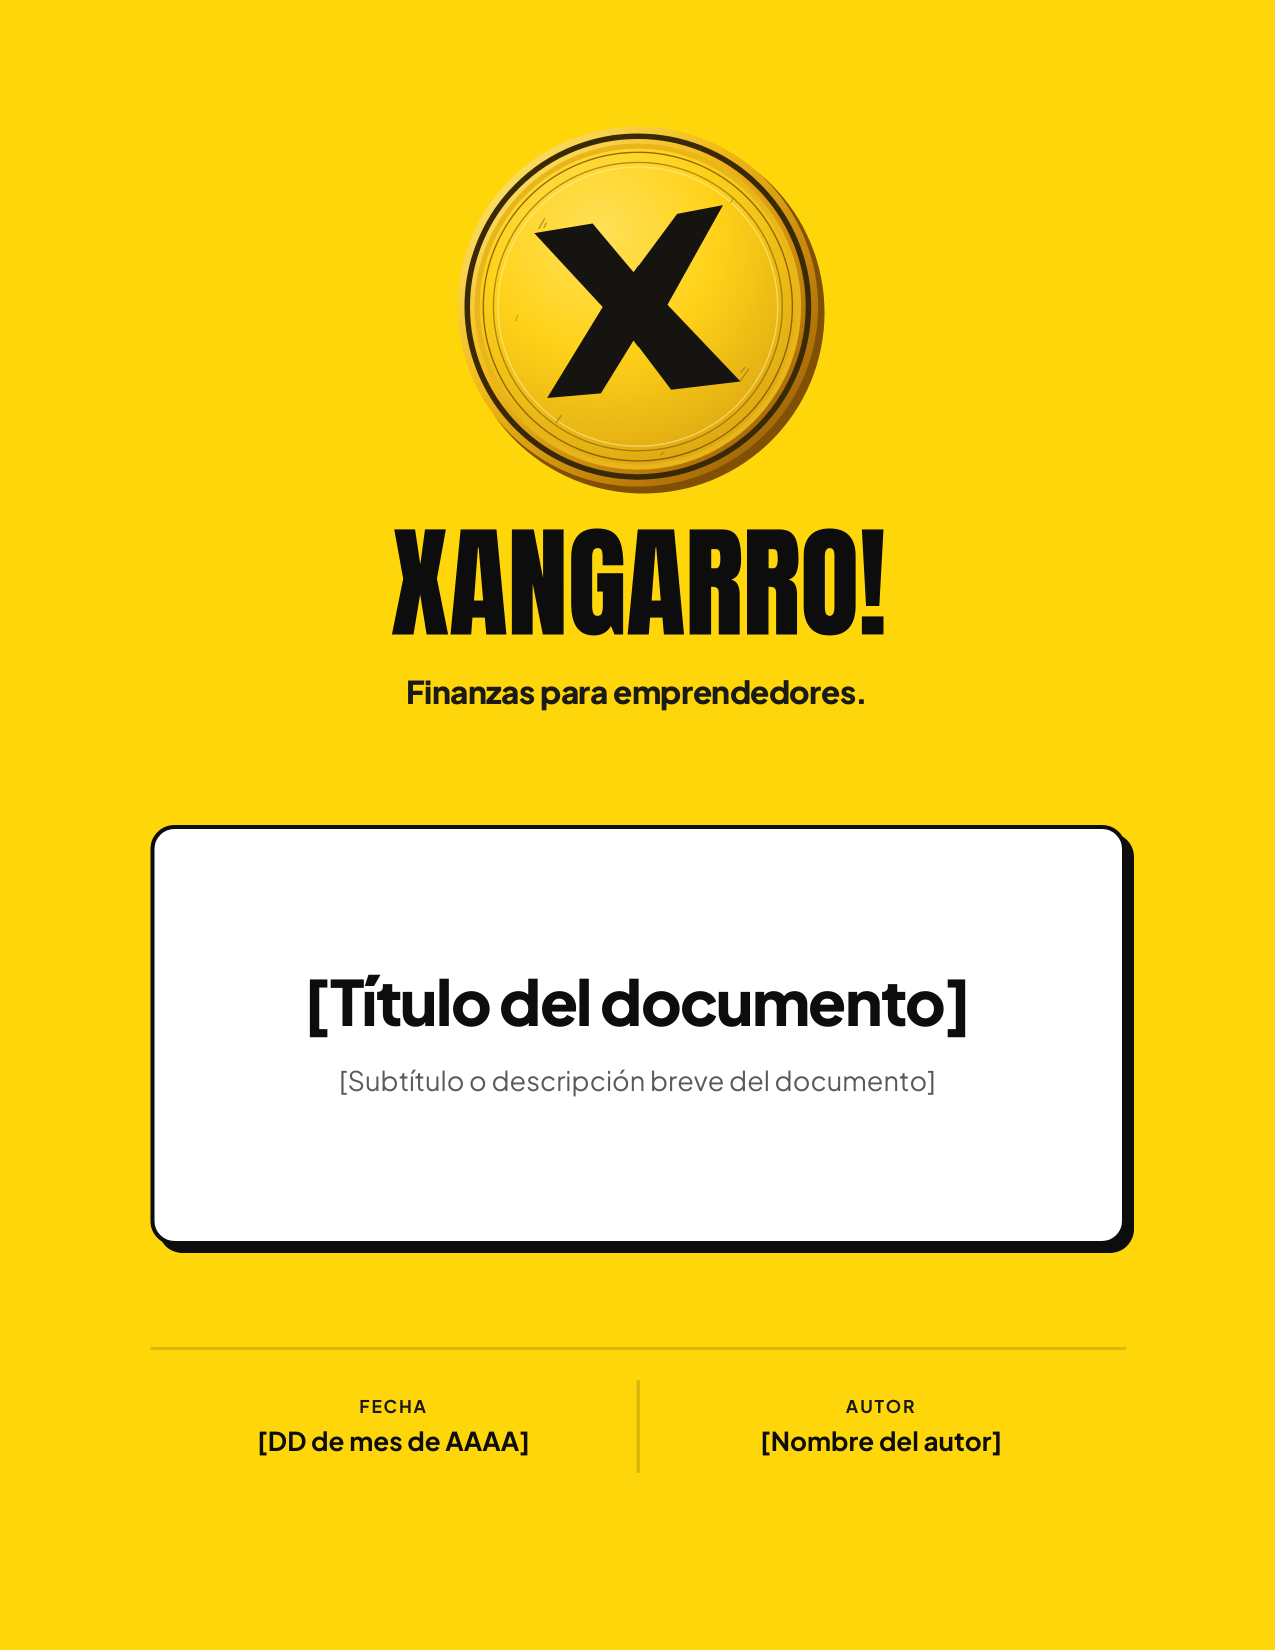 X
XANGARRO!
Finanzas para emprendedores.
[Título del documento]
[Subtítulo o descripción breve del documento]
FECHA
[DD de mes de AAAA]
AUTOR
[Nombre del autor]